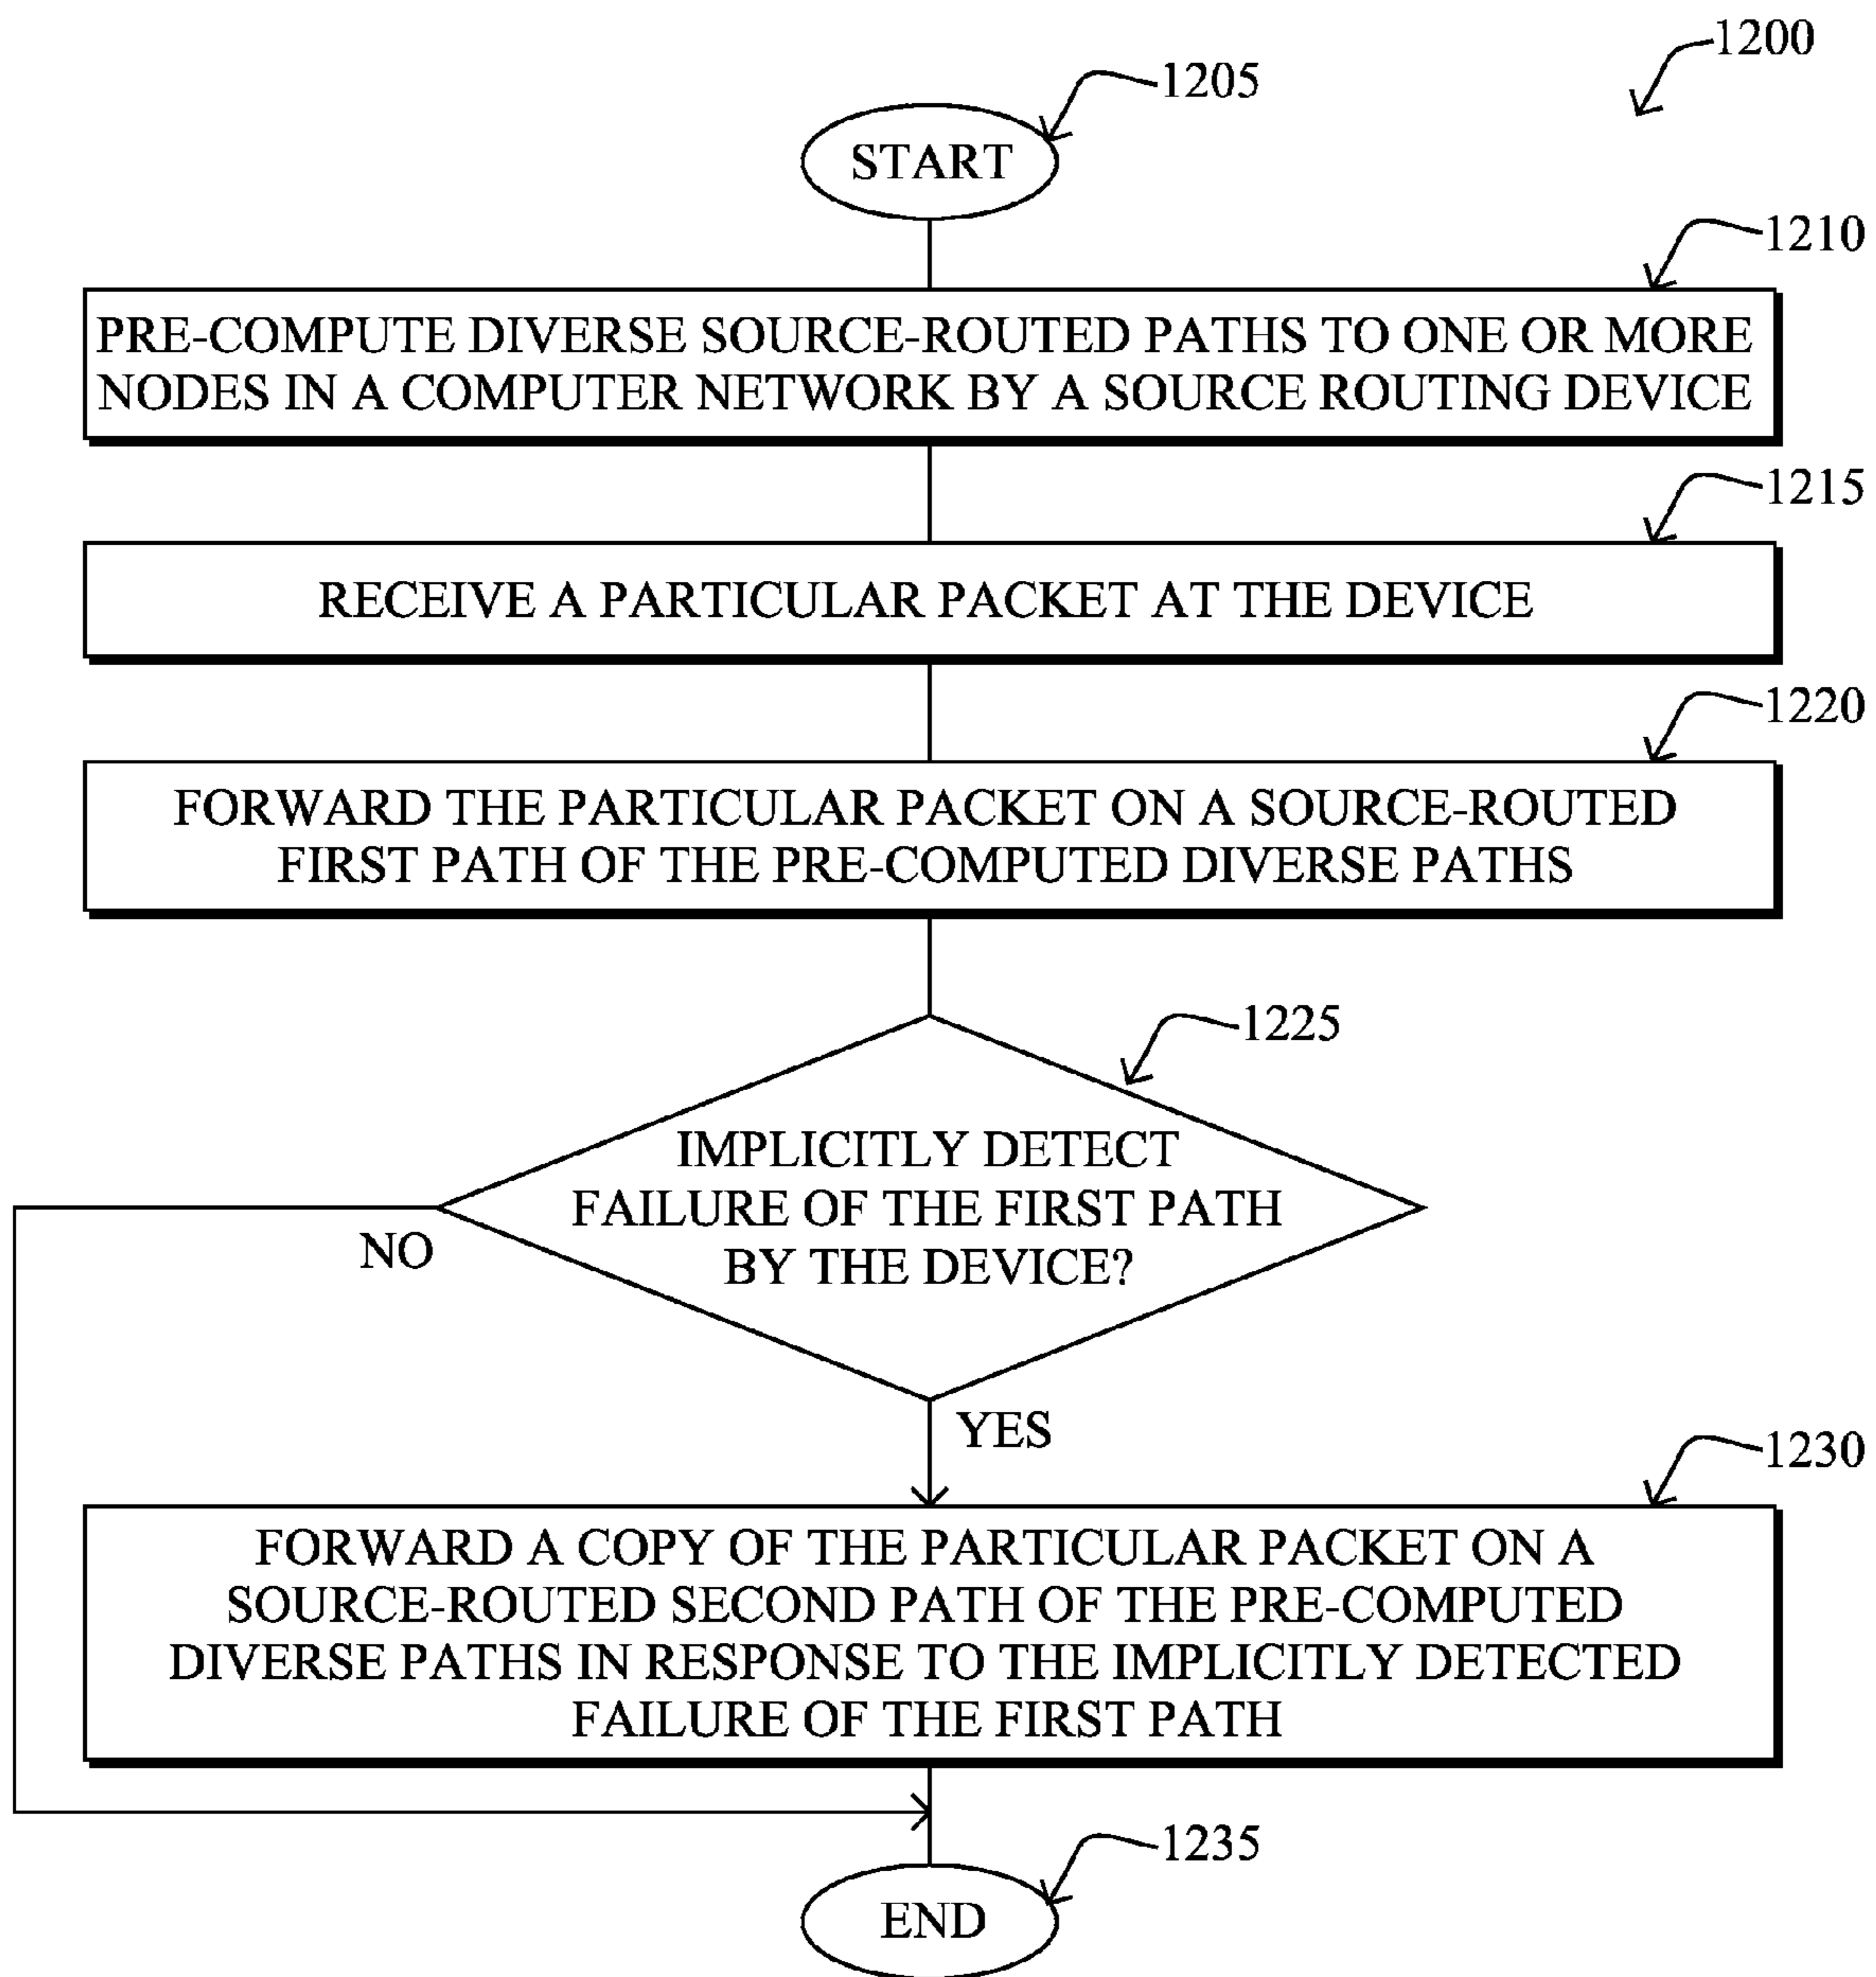 1200
1205
START
1210
PRE-COMPUTE DIVERSE SOURCE-ROUTED PATHS TO ONE OR MORE
NODES IN A COMPUTER NETWORK BY A SOURCE ROUTING DEVICE
1215
RECEIVE A PARTICULAR PACKET AT THE DEVICE
1220
FORWARD THE PARTICULAR PACKET ON A SOURCE-ROUTED
FIRST PATH OF THE PRE-COMPUTED DIVERSE PATHS
1225
IMPLICITLY DETECT
FAILURE OF THE FIRST PATH
BY THE DEVICE?
NO
YES
1230
FORWARD A COPY OF THE PARTICULAR PACKET ON A
SOURCE-ROUTED SECOND PATH OF THE PRE-COMPUTED
DIVERSE PATHS IN RESPONSE TO THE IMPLICITLY DETECTED
FAILURE OF THE FIRST PATH
1235
END